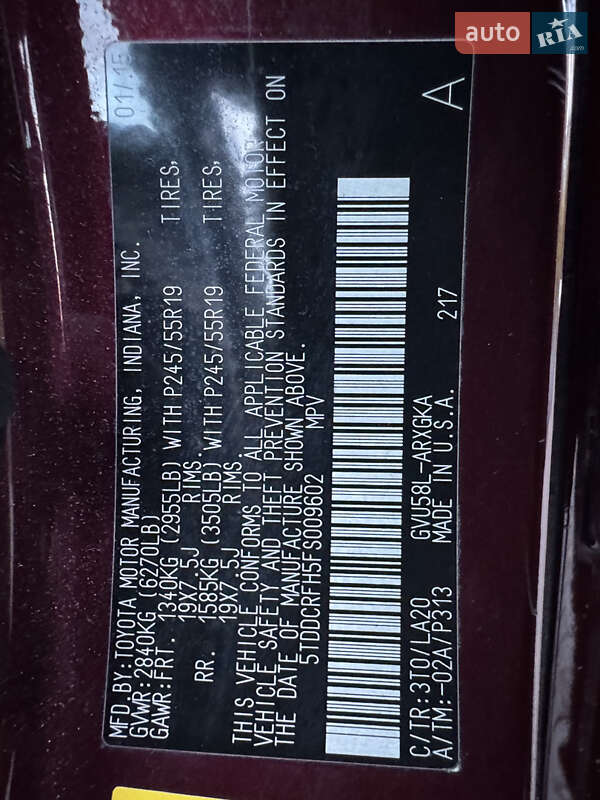 auto RIA.com
MFD.BY:TOYOTA MOTOR MANUFACTURING, INDIANA, INC. 01/15
GVWR:2840KG (6270LB)
GAWR:FRT. 1340KG (2955LB) WITH P245/55R19 TIRES,
19X7.5J RIMS
RR. 1585KG (3505LB) WITH P245/55R19 TIRES,
19X7.5J RIMS
THIS VEHICLE CONFORMS TO ALL APPLICABLE FEDERAL MOTOR
VEHICLE SAFETY AND THEFT PREVENTION STANDARDS IN EFFECT ON
THE DATE OF MANUFACTURE SHOWN ABOVE.
5TDDCRFH5FS009602 MPV
A
C/TR:3T0/LA20 GVU58L-ARXGKA
A/TM:-02A/P313 MADE IN U.S.A. 217